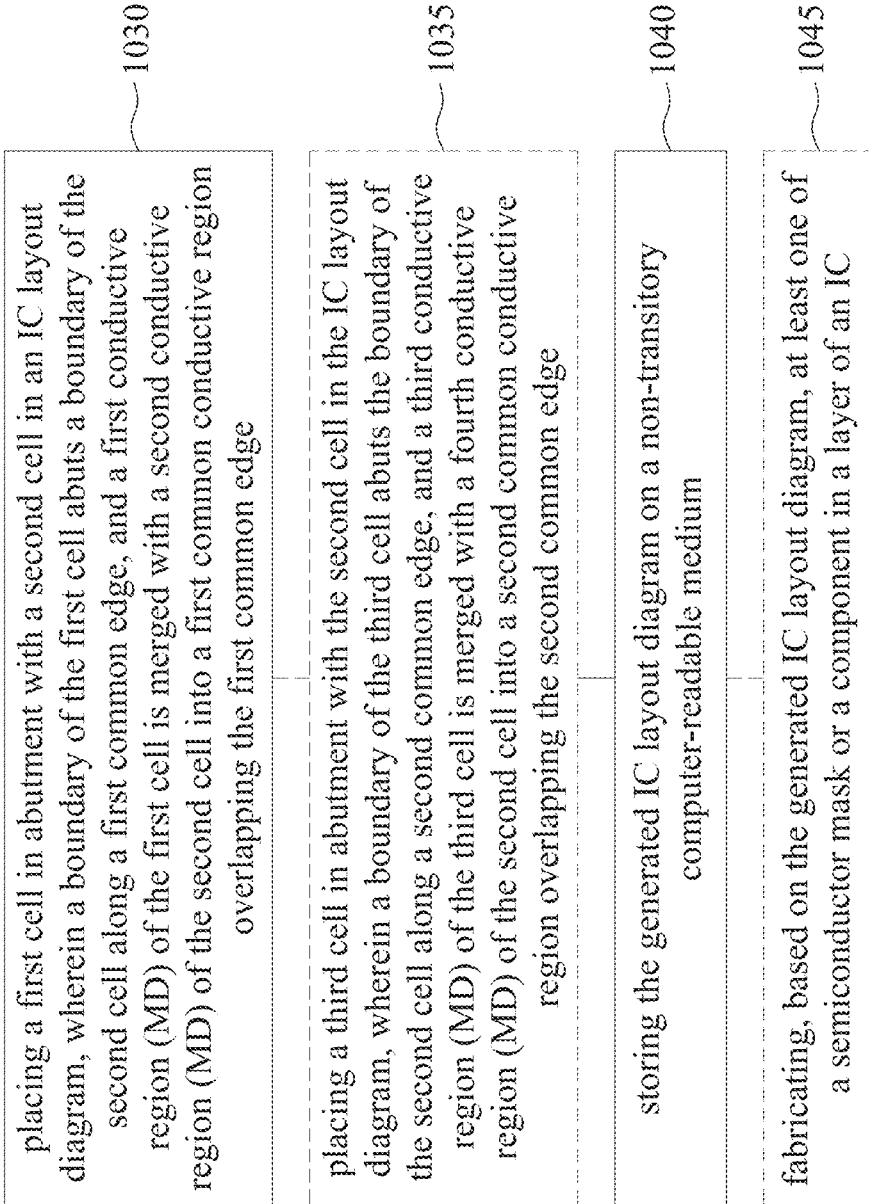 placing a first cell in abutment with a second cell in an IC layout
diagram, wherein a boundary of the first cell abuts a boundary of the
second cell along a first common edge, and a first conductive
region (MD) of the first cell is merged with a second conductive
region (MD) of the second cell into a first common conductive region
overlapping the first common edge
1030
placing a third cell in abutment with the second cell in the IC layout
diagram, wherein a boundary of the third cell abuts the boundary of
the second cell along a second common edge, and a third conductive
region (MD) of the third cell is merged with a fourth conductive
region (MD) of the second cell into a second common conductive
region overlapping the second common edge
1035
storing the generated IC layout diagram on a non-transitory
computer-readable medium
1040
fabricating, based on the generated IC layout diagram, at least one of
a semiconductor mask or a component in a layer of an IC
1045